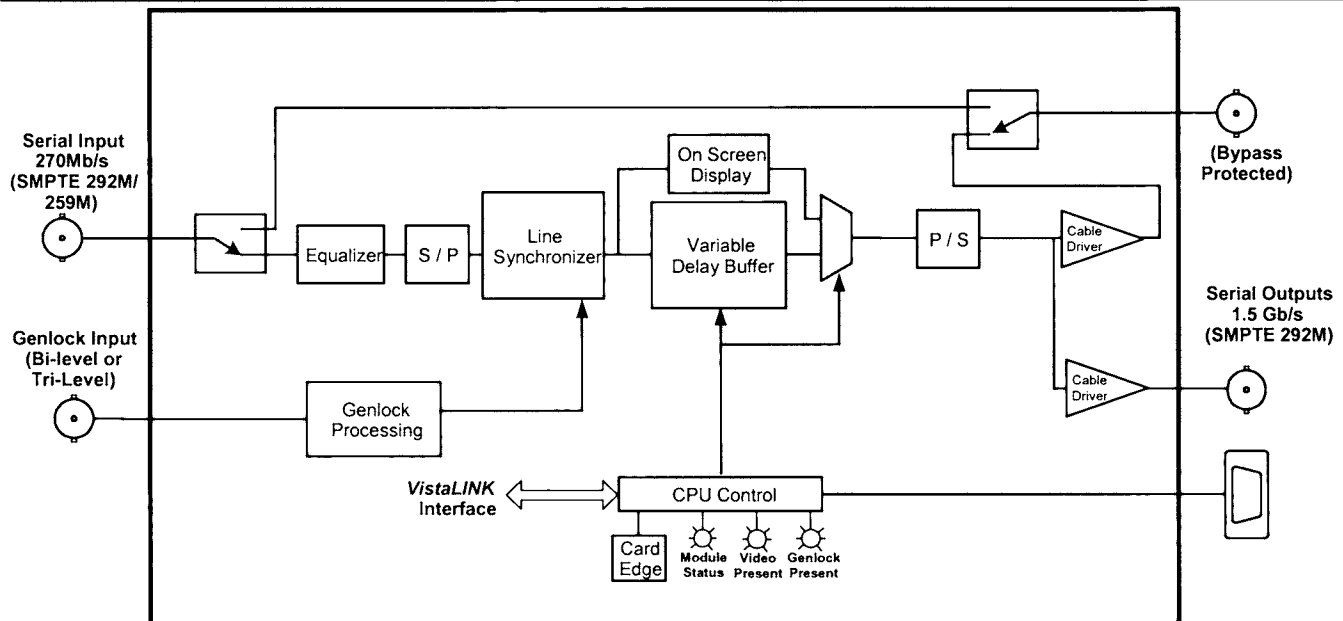 Serial Input
270Mb/s
(SMPTE 292M/
259M)
Genlock Input
(Bi-level or
Tri-Level)
Equalizer
S / P
Line
Synchronizer
On Screen
Display
Variable
Delay Buffer
P / S
Cable
Driver
(Bypass
Protected)
Serial Outputs
1.5 Gb/s
(SMPTE 292M)
Cable
Driver
Genlock
Processing
VistaLINK
Interface
CPU Control
Card
Edge
Module
Status
Video
Present
Genlock
Present